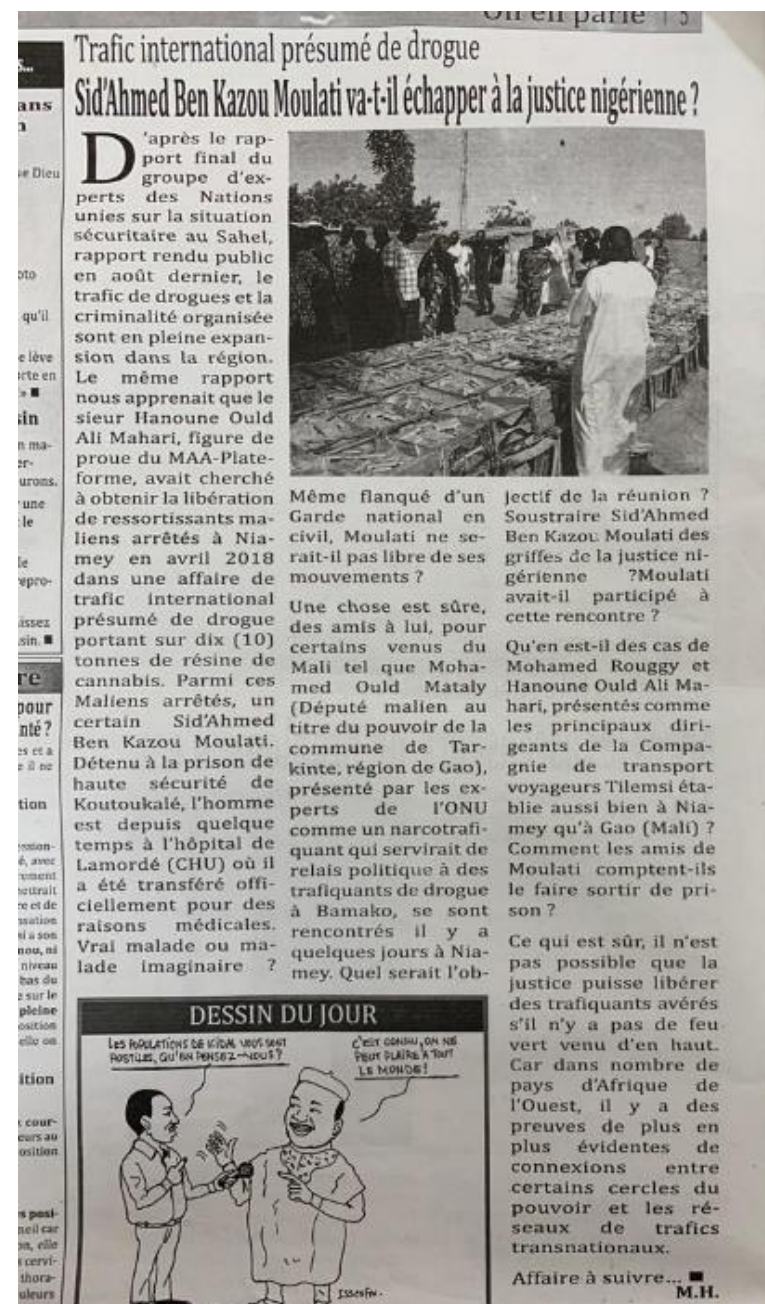 On en parle | 5
Trafic international présumé de drogue
Sid'Ahmed Ben Kazou Moulati va-t-il échapper à la justice nigérienne ?
D'après le rap-
port final du
groupe d'ex-
perts des Nations
unies sur la situation
sécuritaire au Sahel,
rapport rendu public
en août dernier, le
trafic de drogues et la
criminalité organisée
sont en pleine expan-
sion dans la région.
Le même rapport
nous apprenait que le
sieur Hanoune Ould
Ali Mahari, figure de
proue du MAA-Plate-
forme, avait cherché
à obtenir la libération
de ressortissants ma-
liens arrêtés à Nia-
mey en avril 2018
dans une affaire de
trafic international
présumé de drogue
portant sur dix (10)
tonnes de résine de
cannabis. Parmi ces
Maliens arrêtés, un
certain Sid'Ahmed
Ben Kazou Moulati.
Détenu à la prison de
haute sécurité de
Koutoukalé, l'homme
est depuis quelque
temps à l'hôpital de
Lamordé (CHU) où il
a été transféré offi-
ciellement pour des
raisons médicales.
Vrai malade ou ma-
lade imaginaire ?
Même flanqué d'un
Garde national en
civil, Moulati ne se-
rait-il pas libre de ses
mouvements ?
Une chose est sûre,
des amis à lui, pour
certains venus du
Mali tel que Moha-
med Ould Mataly
(Député malien au
titre du pouvoir de la
commune de Tar-
kinte, région de Gao),
présenté par les ex-
perts de l'ONU
comme un narcotrafi-
quant qui servirait de
relais politique à des
trafiquants de drogue
à Bamako, se sont
rencontrés il y a
quelques jours à Nia-
mey. Quel serait l'ob-
jectif de la réunion ?
Soustraire Sid'Ahmed
Ben Kazou Moulati des
griffes de la justice ni-
gérienne ?Moulati
avait-il participé à
cette rencontre ?
Qu'en est-il des cas de
Mohamed Rouggy et
Hanoune Ould Ali Ma-
hari, présentés comme
les principaux diri-
geants de la Compa-
gnie de transport
voyageurs Tilemsi éta-
blie aussi bien à Nia-
mey qu'à Gao (Mali) ?
Comment les amis de
Moulati comptent-ils
le faire sortir de pri-
son ?
Ce qui est sûr, il n'est
pas possible que la
justice puisse libérer
des trafiquants avérés
s'il n'y a pas de feu
vert venu d'en haut.
Car dans nombre de
pays d'Afrique de
l'Ouest, il y a des
preuves de plus en
plus évidentes de
connexions entre
certains cercles du
pouvoir et les ré-
seaux de trafics
transnationaux.
Affaire à suivre... ■
M.H.
DESSIN DU JOUR
LES POPULATIONS DE KIDAL VOUS SONT
HOSTILES, QU'EN PENSEZ-VOUS ?
C'EST CONNU, ON NE
PEUT PLAIRE À TOUT
LE MONDE !